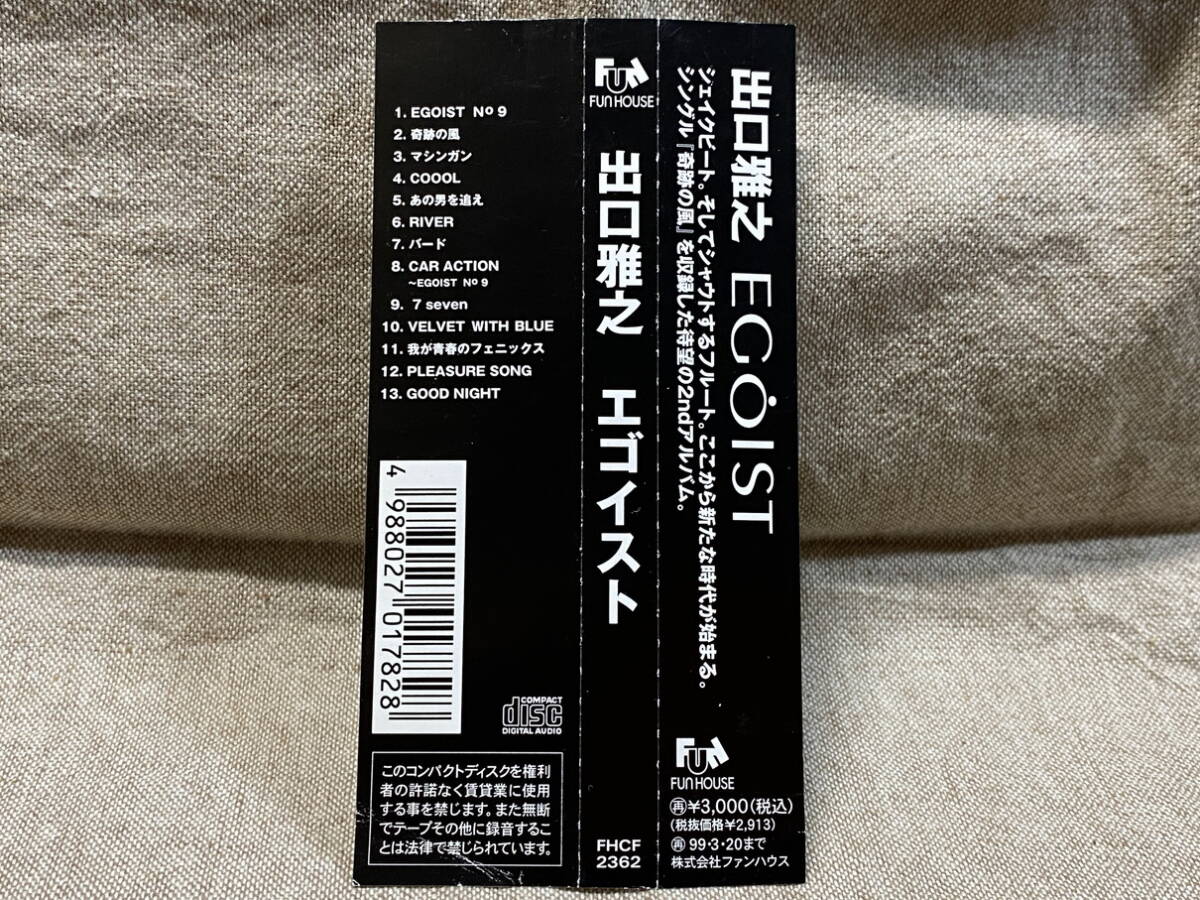 1. EGOIST Nº 9
2. 奇跡の風
3. マシンガン
4. COOOL
5. あの男を追え
6. RIVER
7. バード
8. CAR ACTION
~EGOIST Nº 9
9. 7 seven
10. VELVET WITH BLUE
11. 我が青春のフェニックス
12. PLEASURE SONG
13. GOOD NIGHT
4 988027 017828
COMPACT
disc
DIGITAL AUDIO
このコンパクトディスクを権利
者の許諾なく賃貸業に使用
する事を禁じます。また無断
でテープその他に録音するこ
とは法律で禁じられています。
FUN
FUN HOUSE
出口雅之 エゴイスト
FHCF
2362
出口雅之 EGOIST
ジェイクビート。そしてシャウトするフルート。ここから新たな時代が始まる。
シングル『奇跡の風』を収録した待望の2ndアルバム。
FUN
FUN HOUSE
再¥3,000(税込)
(税抜価格¥2,913)
再 99・3・20まで
株式会社ファンハウス